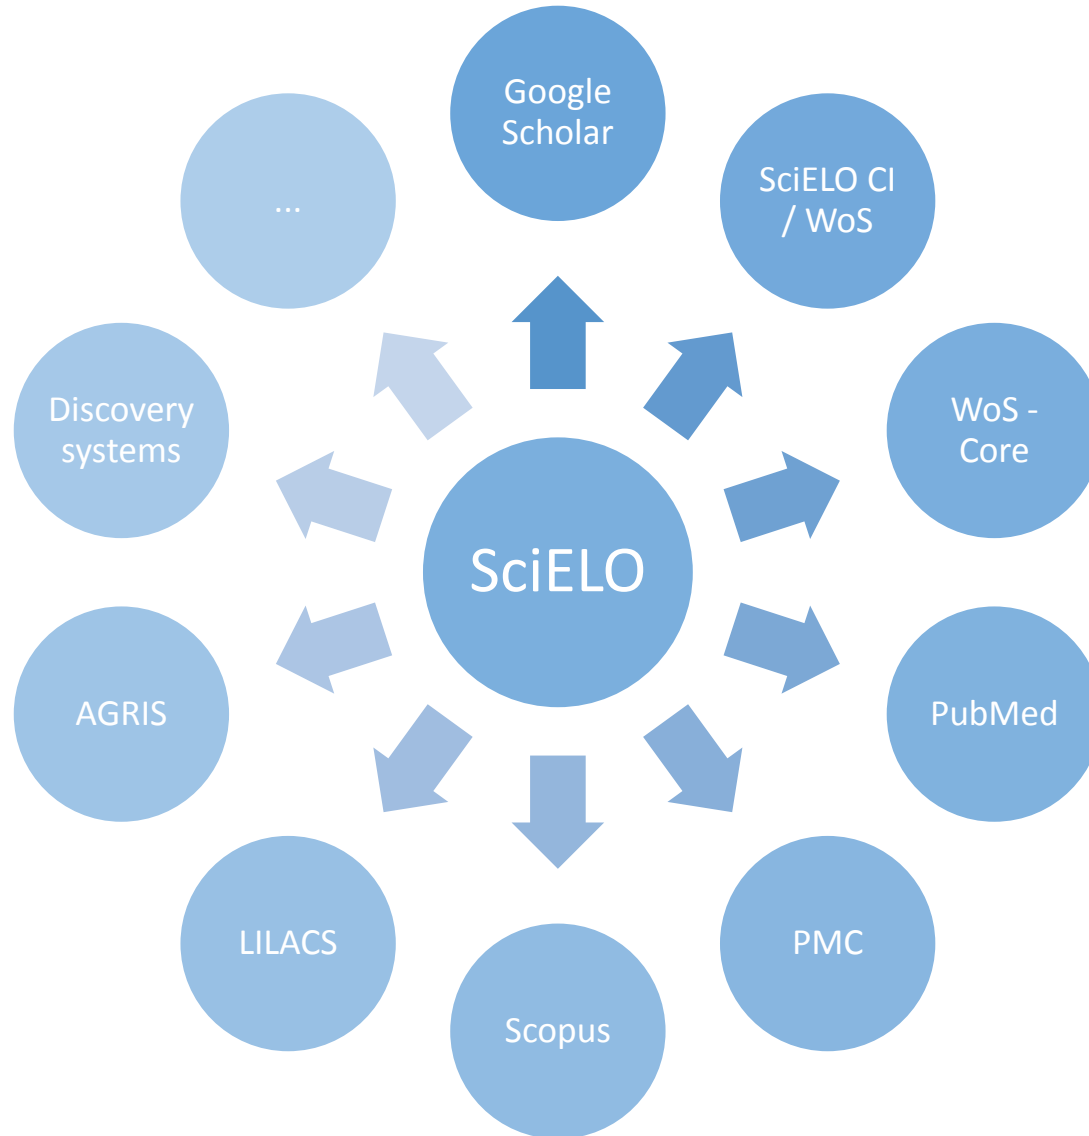 Google
Scholar
SciELO CI
/ WoS
WoS -
Core
PubMed
PMC
Scopus
LILACS
AGRIS
Discovery
systems
...
SciELO